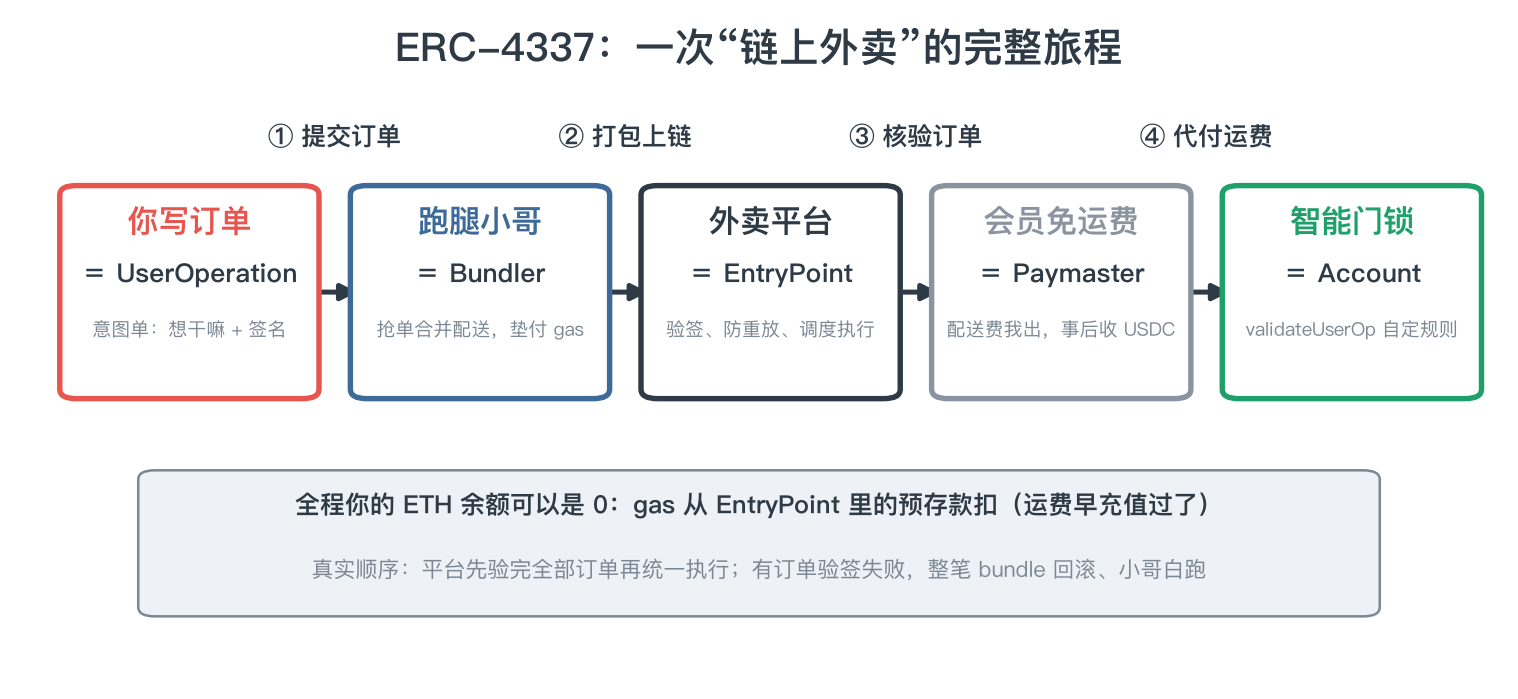 ERC-4337：一次“链上外卖”的完整旅程
① 提交订单
② 打包上链
③ 核验订单
④ 代付运费
你写订单
= UserOperation
意图单：想干嘛 + 签名
跑腿小哥
= Bundler
抢单合并配送，垫付 gas
外卖平台
= EntryPoint
验签、防重放、调度执行
会员免运费
= Paymaster
配送费我出，事后收 USDC
智能门锁
= Account
validateUserOp 自定规则
全程你的 ETH 余额可以是 0：gas 从 EntryPoint 里的预存款扣（运费早充值过了）
真实顺序：平台先验完全部订单再统一执行；有订单验签失败，整笔 bundle 回滚、小哥白跑